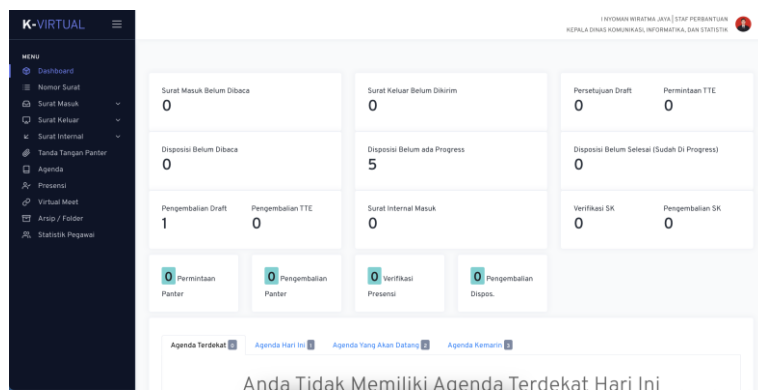 K-VIRTUAL
I NYOMAN WIRATMA JAYA | STAF PERBANTUAN
KEPALA DINAS KOMUNIKASI, INFORMATIKA, DAN STATISTIK
MENU
Dashboard
Nomor Surat
Surat Masuk
Surat Keluar
Surat Internal
Tanda Tangan Panter
Agenda
Presensi
Virtual Meet
Arsip / Folder
Statistik Pegawai
Surat Masuk Belum Dibaca
0
Surat Keluar Belum Dikirim
0
Persetujuan Draft
0
Permintaan TTE
0
Disposisi Belum Dibaca
0
Disposisi Belum ada Progress
5
Disposisi Belum Selesai (Sudah Di Progress)
0
Pengembalian Draft
1
Pengembalian TTE
0
Surat Internal Masuk
0
Verifikasi SK
0
Pengembalian SK
0
0 Permintaan
Panter
0 Pengembalian
Panter
0 Verifikasi
Presensi
0 Pengembalian
Dispos.
Agenda Terdekat 0
Agenda Hari Ini 1
Agenda Yang Akan Datang 2
Agenda Kemarin 3
Anda Tidak Memiliki Agenda Terdekat Hari Ini